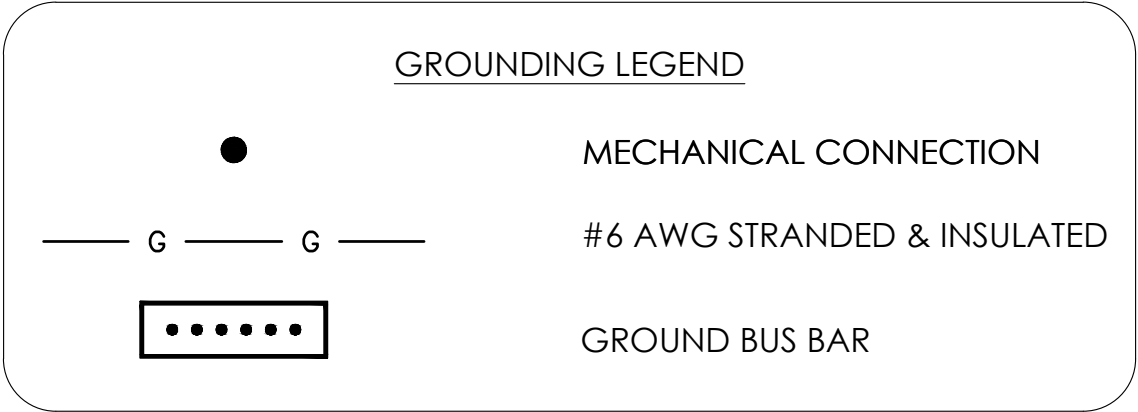 GROUNDING LEGEND
MECHANICAL CONNECTION
G G
#6 AWG STRANDED & INSULATED
GROUND BUS BAR